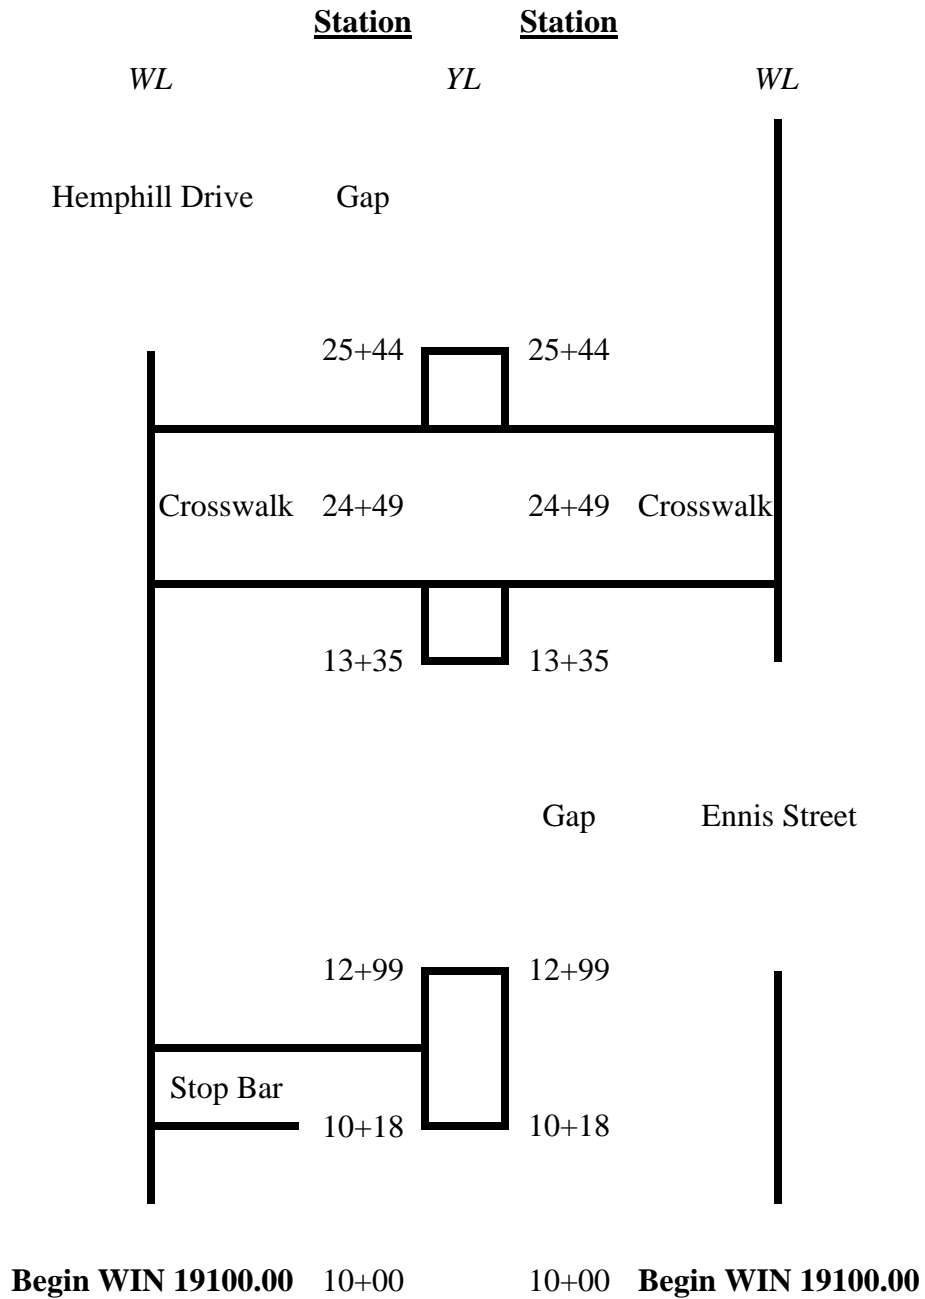 Station Station
WL YL WL
Hemphill Drive Gap
25+44 25+44
Crosswalk 24+49 24+49 Crosswalk
13+35 13+35
Gap Ennis Street
12+99 12+99
Stop Bar
10+18 10+18
Begin WIN 19100.00 10+00 10+00 Begin WIN 19100.00